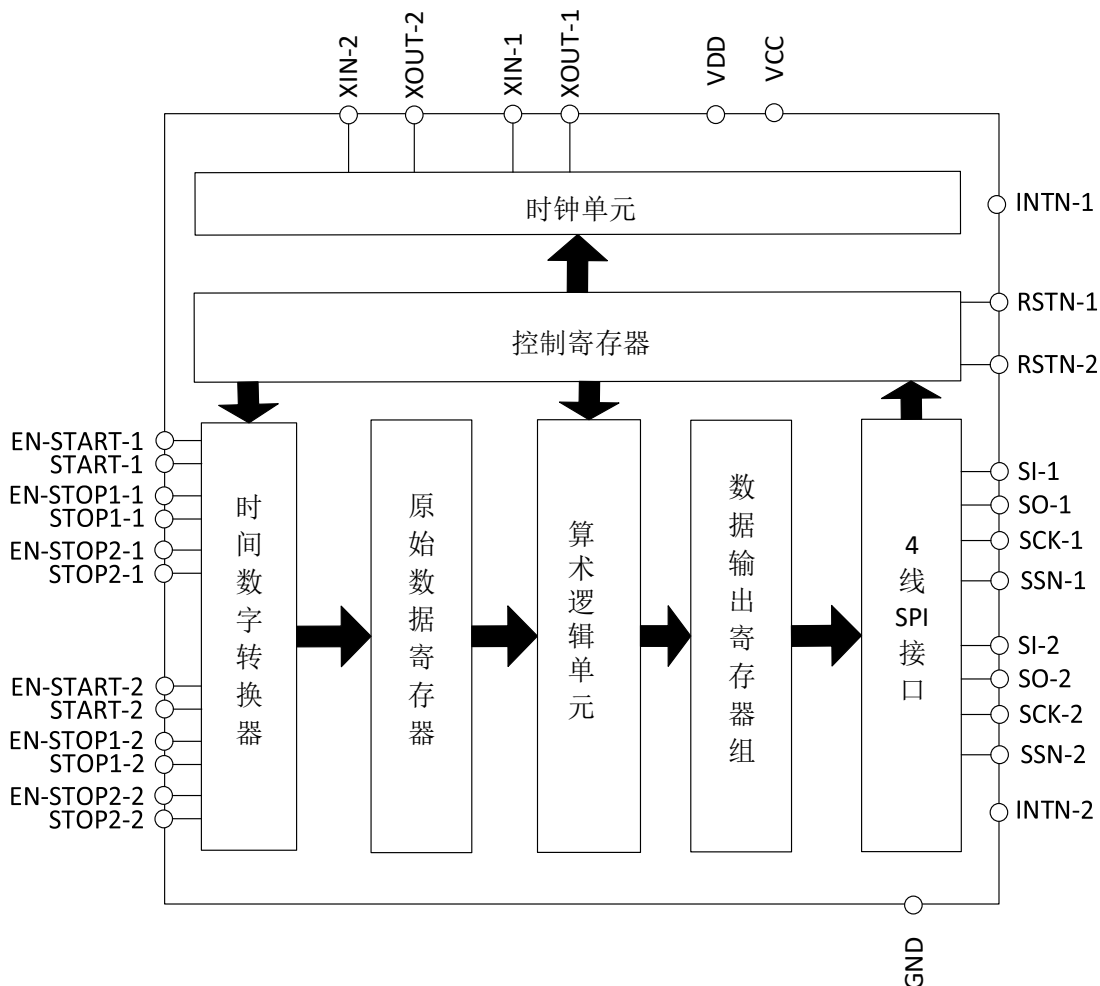 XIN-2
XOUT-2
XIN-1
XOUT-1
VDD
VCC
时钟单元
INTN-1
控制寄存器
RSTN-1
RSTN-2
EN-START-1
START-1
EN-STOP1-1
STOP1-1
EN-STOP2-1
STOP2-1
EN-START-2
START-2
EN-STOP1-2
STOP1-2
EN-STOP2-2
STOP2-2
时间数字转换器
原始数据寄存器
算术逻辑单元
数据输出寄存器组
4
线
SPI
接
口
SI-1
SO-1
SCK-1
SSN-1
SI-2
SO-2
SCK-2
SSN-2
INTN-2
GND